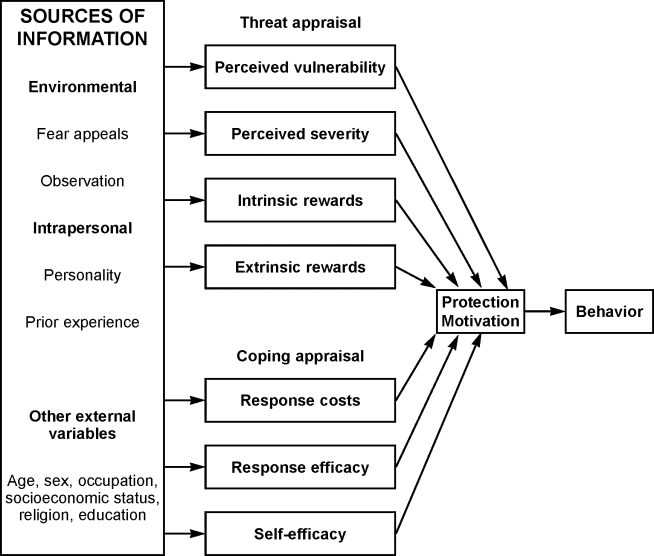 SOURCES OF
INFORMATION
Environmental
Fear appeals
Observation
Intrapersonal
Personality
Prior experience
Other external
variables
Age, sex, occupation,
socioeconomic status,
religion, education
Threat appraisal
Perceived vulnerability
Perceived severity
Intrinsic rewards
Extrinsic rewards
Coping appraisal
Response costs
Response efficacy
Self-efficacy
Protection
Motivation
Behavior